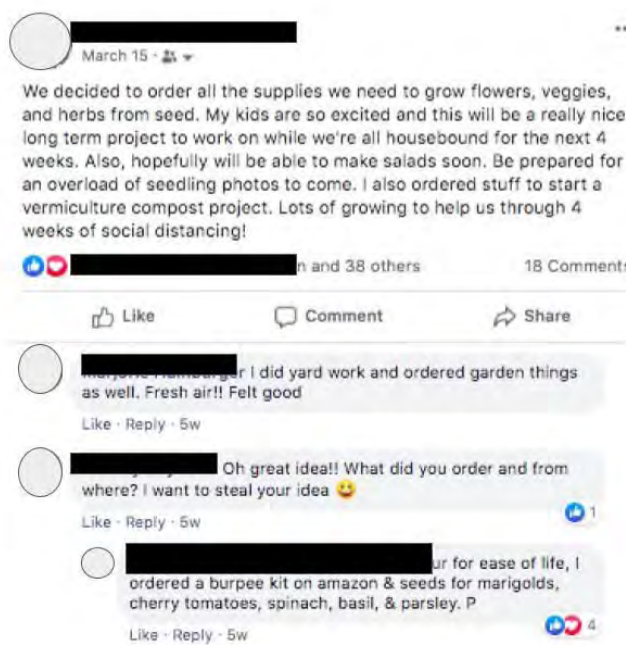 March 15
We decided to order all the supplies we need to grow flowers, veggies,
and herbs from seed. My kids are so excited and this will be a really nice
long term project to work on while we're all housebound for the next 4
weeks. Also, hopefully will be able to make salads soon. Be prepared for
an overload of seedling photos to come. I also ordered stuff to start a
vermiculture compost project. Lots of growing to help us through 4
weeks of social distancing!
n and 38 others 18 Comments
Like Comment Share
r I did yard work and ordered garden things
as well. Fresh air!! Felt good
Like · Reply · 5w
Oh great idea!! What did you order and from
where? I want to steal your idea 😀
1
Like · Reply · 5w
ur for ease of life, I
ordered a burpee kit on amazon & seeds for marigolds,
cherry tomatoes, spinach, basil, & parsley. P
4
Like · Reply · 5w